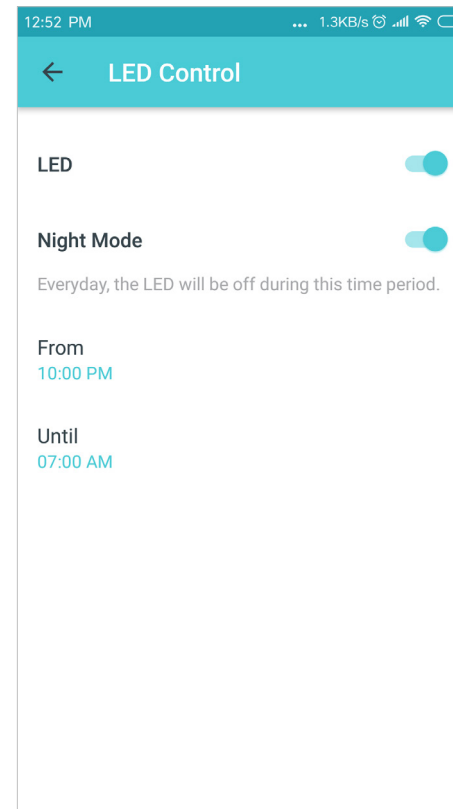 12:52 PM ... 1.3KB/s
LED Control
LED
Night Mode
Everyday, the LED will be off during this time period.
From
10:00 PM
Until
07:00 AM